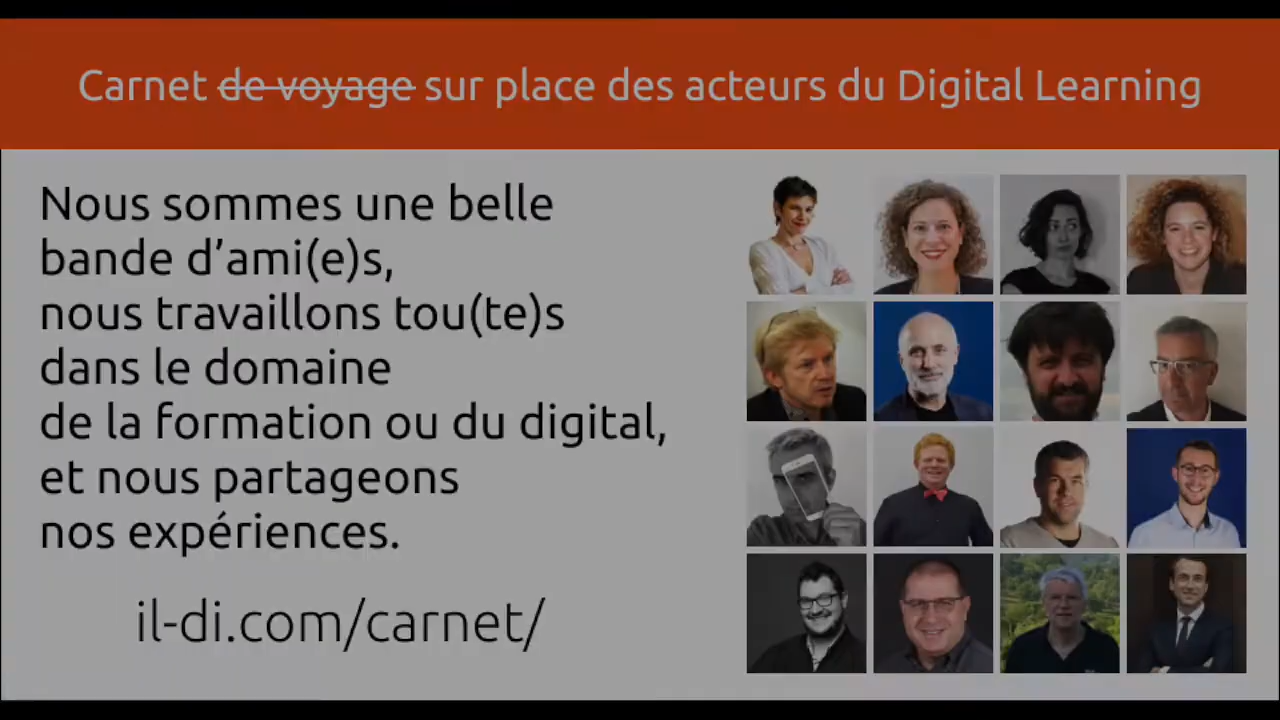 Carnet de voyage sur place des acteurs du Digital Learning
Nous sommes une belle
bande d’ami(e)s,
nous travaillons tou(te)s
dans le domaine
de la formation ou du digital,
et nous partageons
nos expériences.
il-di.com/carnet/